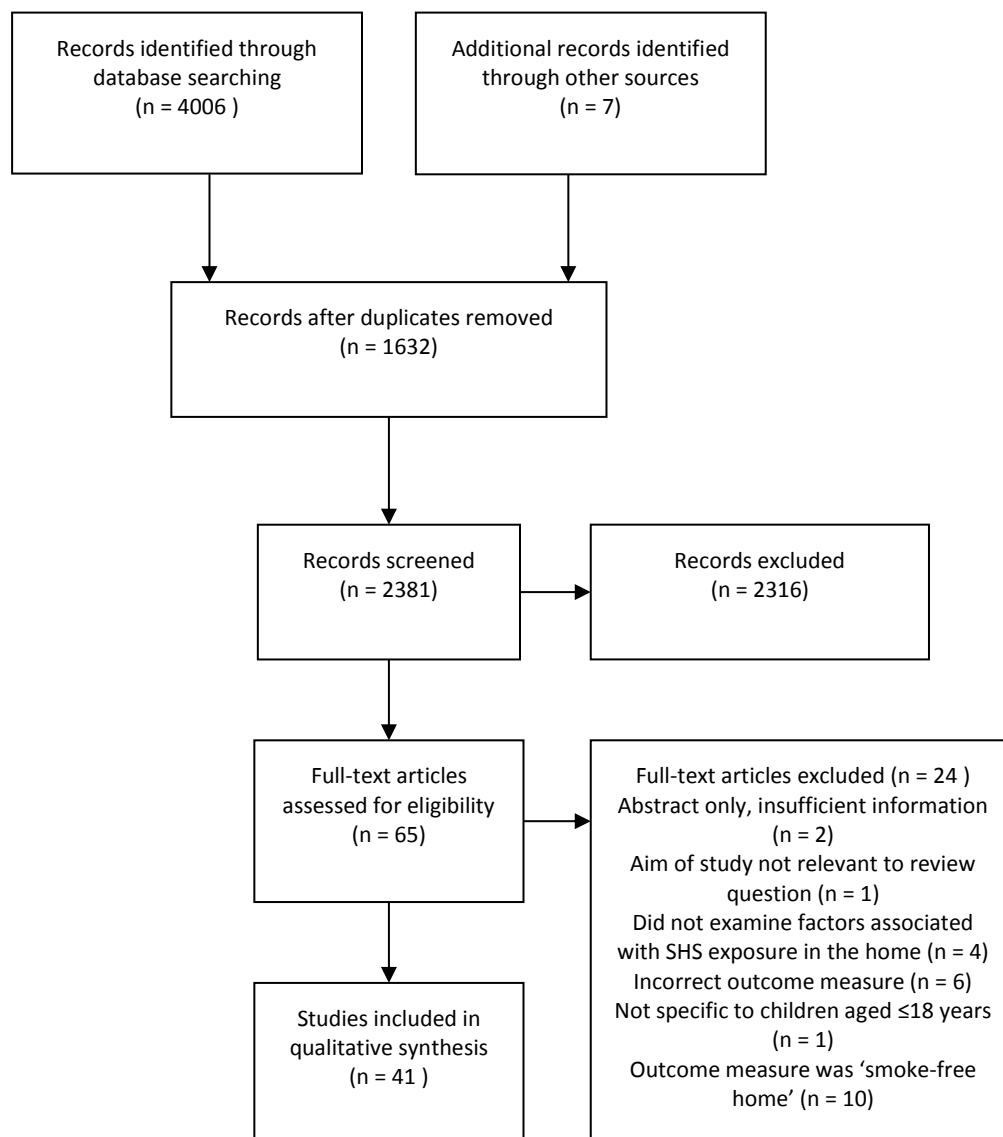 Records identified through
database searching
(n = 4006 )
Additional records identified
through other sources
(n = 7)
Records after duplicates removed
(n = 1632)
Records screened
(n = 2381)
Records excluded
(n = 2316)
Full-text articles
assessed for eligibility
(n = 65)
Full-text articles excluded (n = 24 )
Abstract only, insufficient information
(n = 2)
Aim of study not relevant to review
question (n = 1)
Did not examine factors associated
with SHS exposure in the home (n = 4)
Incorrect outcome measure (n = 6)
Not specific to children aged ≤18 years
(n = 1)
Outcome measure was ‘smoke-free
home’ (n = 10)
Studies included in
qualitative synthesis
(n = 41 )